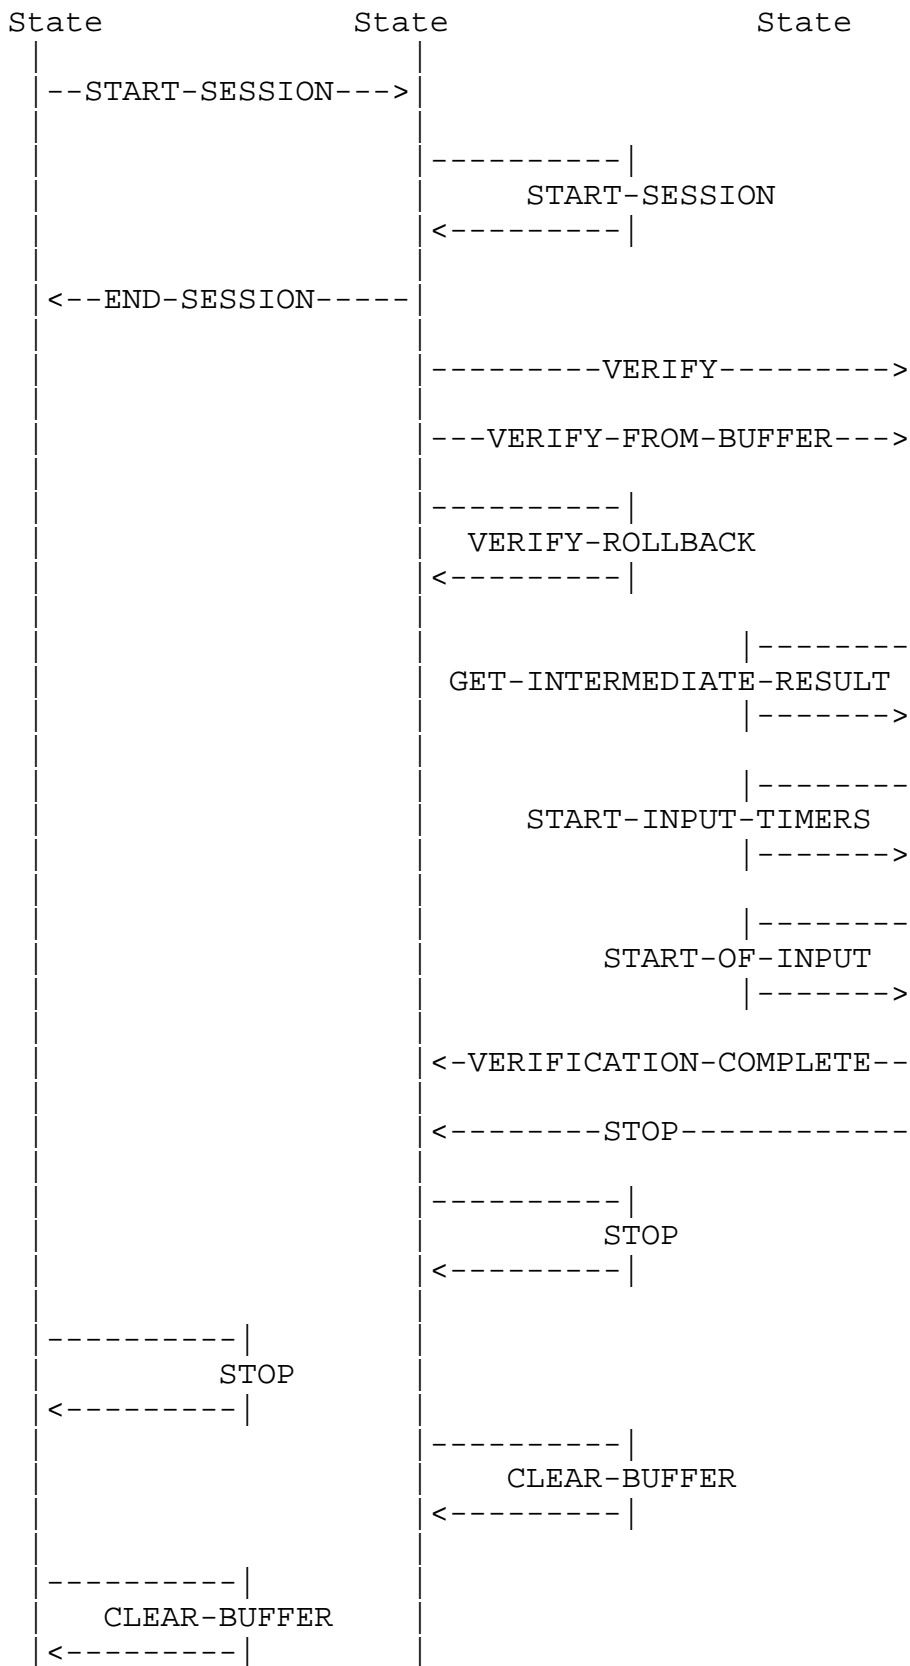 State State State
|                   |
|--START-SESSION--->|
|                   |
|                   |----------|
|                   |     START-SESSION
|                   |<---------|
|                   |
|<--END-SESSION-----|
|                   |
|                   |---------VERIFY--------->
|                   |
|                   |---VERIFY-FROM-BUFFER--->
|                   |
|                   |----------|
|                   |  VERIFY-ROLLBACK
|                   |<---------|
|                   |
|                   |                |--------
|                   | GET-INTERMEDIATE-RESULT
|                   |                |------->
|                   |
|                   |                |--------
|                   |     START-INPUT-TIMERS
|                   |                |------->
|                   |
|                   |                |--------
|                   |         START-OF-INPUT
|                   |                |------->
|                   |
|                   |<-VERIFICATION-COMPLETE--
|                   |
|                   |<--------STOP------------
|                   |
|                   |----------|
|                   |         STOP
|                   |<---------|
|                   |
|----------|        |
|         STOP      |
|<---------|        |
|                   |----------|
|                   |    CLEAR-BUFFER
|                   |<---------|
|                   |
|----------|        |
|   CLEAR-BUFFER    |
|<---------|        |